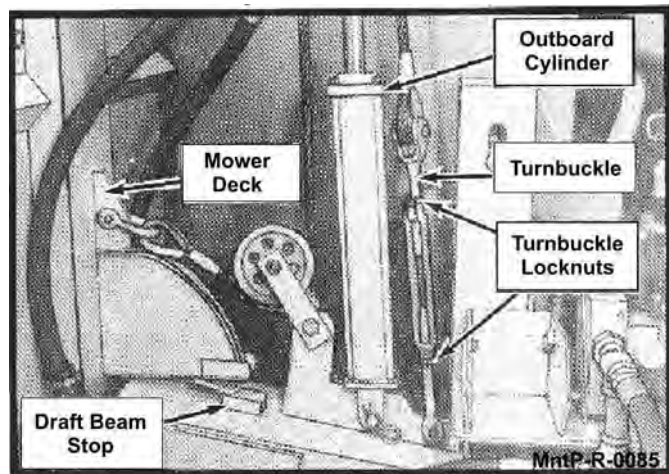 Outboard
Cylinder
Mower
Deck
Turnbuckle
Turnbuckle
Locknuts
Draft Beam
Stop
MntP-R-0085